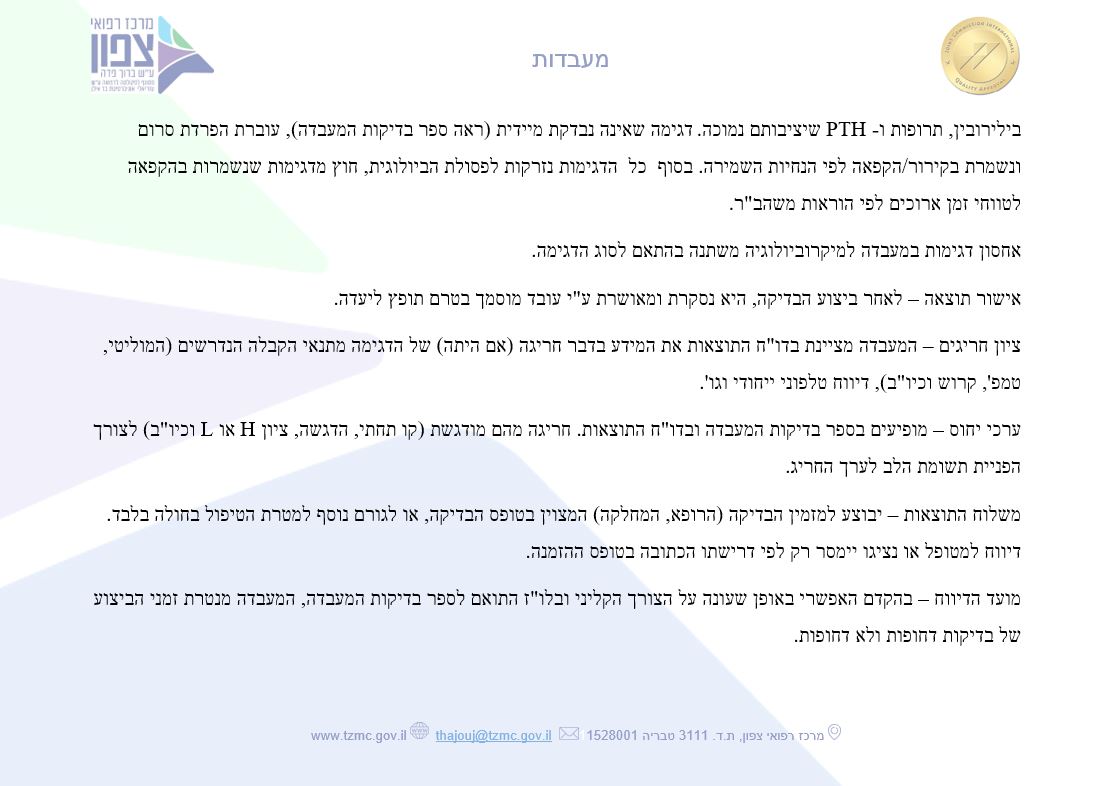 מרכז רפואי
צפון
ע״ש ברוך פדה
מעבדות
JOINT COMMISSION INTERNATIONAL
QUALITY APPROVAL
בילירובין, תרופות ו- PTH שיציבותם נמוכה. דגימה שאינה נבדקת מיידית (ראה ספר בדיקות המעבדה), עוברת הפרדת סרום
ונשמרת בקירור/הקפאה לפי הנחיות השמירה. בסוף כל הדגימות נזרקות לפסולת הביולוגית, חוץ מדגימות שנשמרות בהקפאה
לטווחי זמן ארוכים לפי הוראות משהב"ר.
אחסון דגימות במעבדה למיקרוביולוגיה משתנה בהתאם לסוג הדגימה.
אישור תוצאה – לאחר ביצוע הבדיקה, היא נסקרת ומאושרת ע"י עובד מוסמך בטרם תופץ ליעדה.
ציון חריגים – המעבדה מציינת בדו"ח התוצאות את המידע בדבר חריגה (אם היתה) של הדגימה מתנאי הקבלה הנדרשים (המוליטי,
טמפ', קרוש וכיו"ב), דיווח טלפוני ייחודי וגו'.
ערכי יחוס – מופיעים בספר בדיקות המעבדה ובדו"ח התוצאות. חריגה מהם מודגשת (קו תחתי, הדגשה, ציון H או L וכיו"ב) לצורך
הפניית תשומת הלב לערך החריג.
משלוח התוצאות – יבוצע למזמין הבדיקה (הרופא, המחלקה) המצוין בטופס הבדיקה, או לגורם נוסף למטרת הטיפול בחולה בלבד.
דיווח למטופל או נציגו יימסר רק לפי דרישתו הכתובה בטופס ההזמנה.
מועד הדיווח – בהקדם האפשרי באופן שעונה על הצורך הקליני ובלו"ז התואם לספר בדיקות המעבדה, המעבדה מנטרת זמני הביצוע
של בדיקות דחופות ולא דחופות.
מרכז רפואי צפון, ת.ד. 3111 טבריה 1528001 thajouj@tzmc.gov.il www.tzmc.gov.il